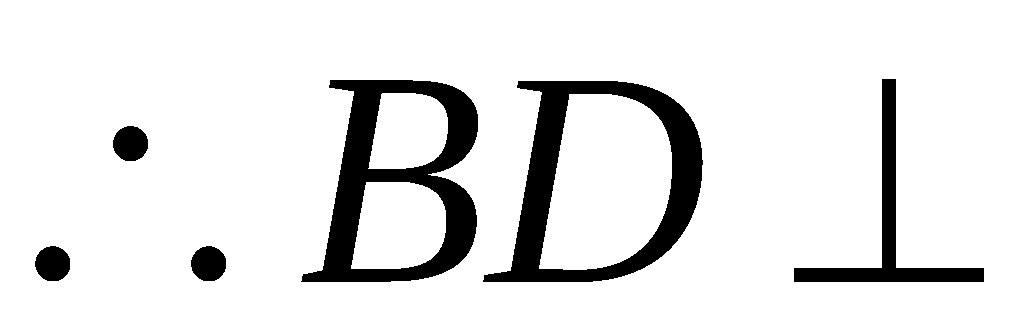 ∴ BD ⊥